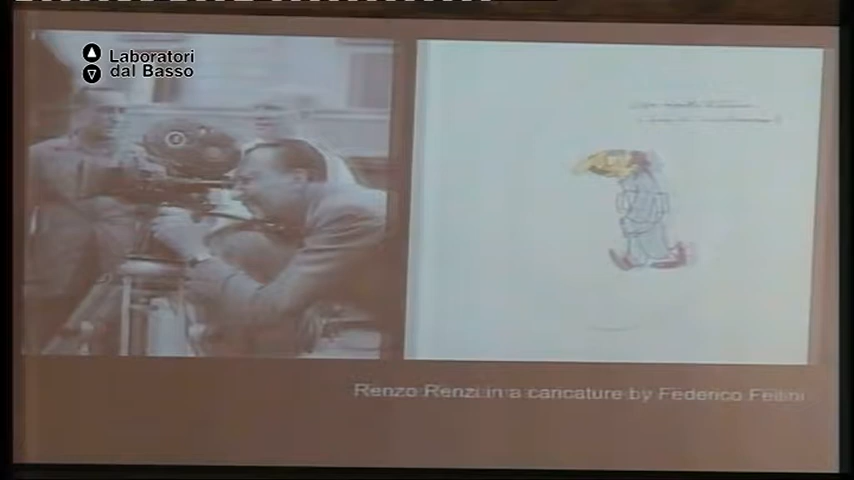 Laboratori
dal Basso
Renzo Renzi in a caricature by Federico Fellini